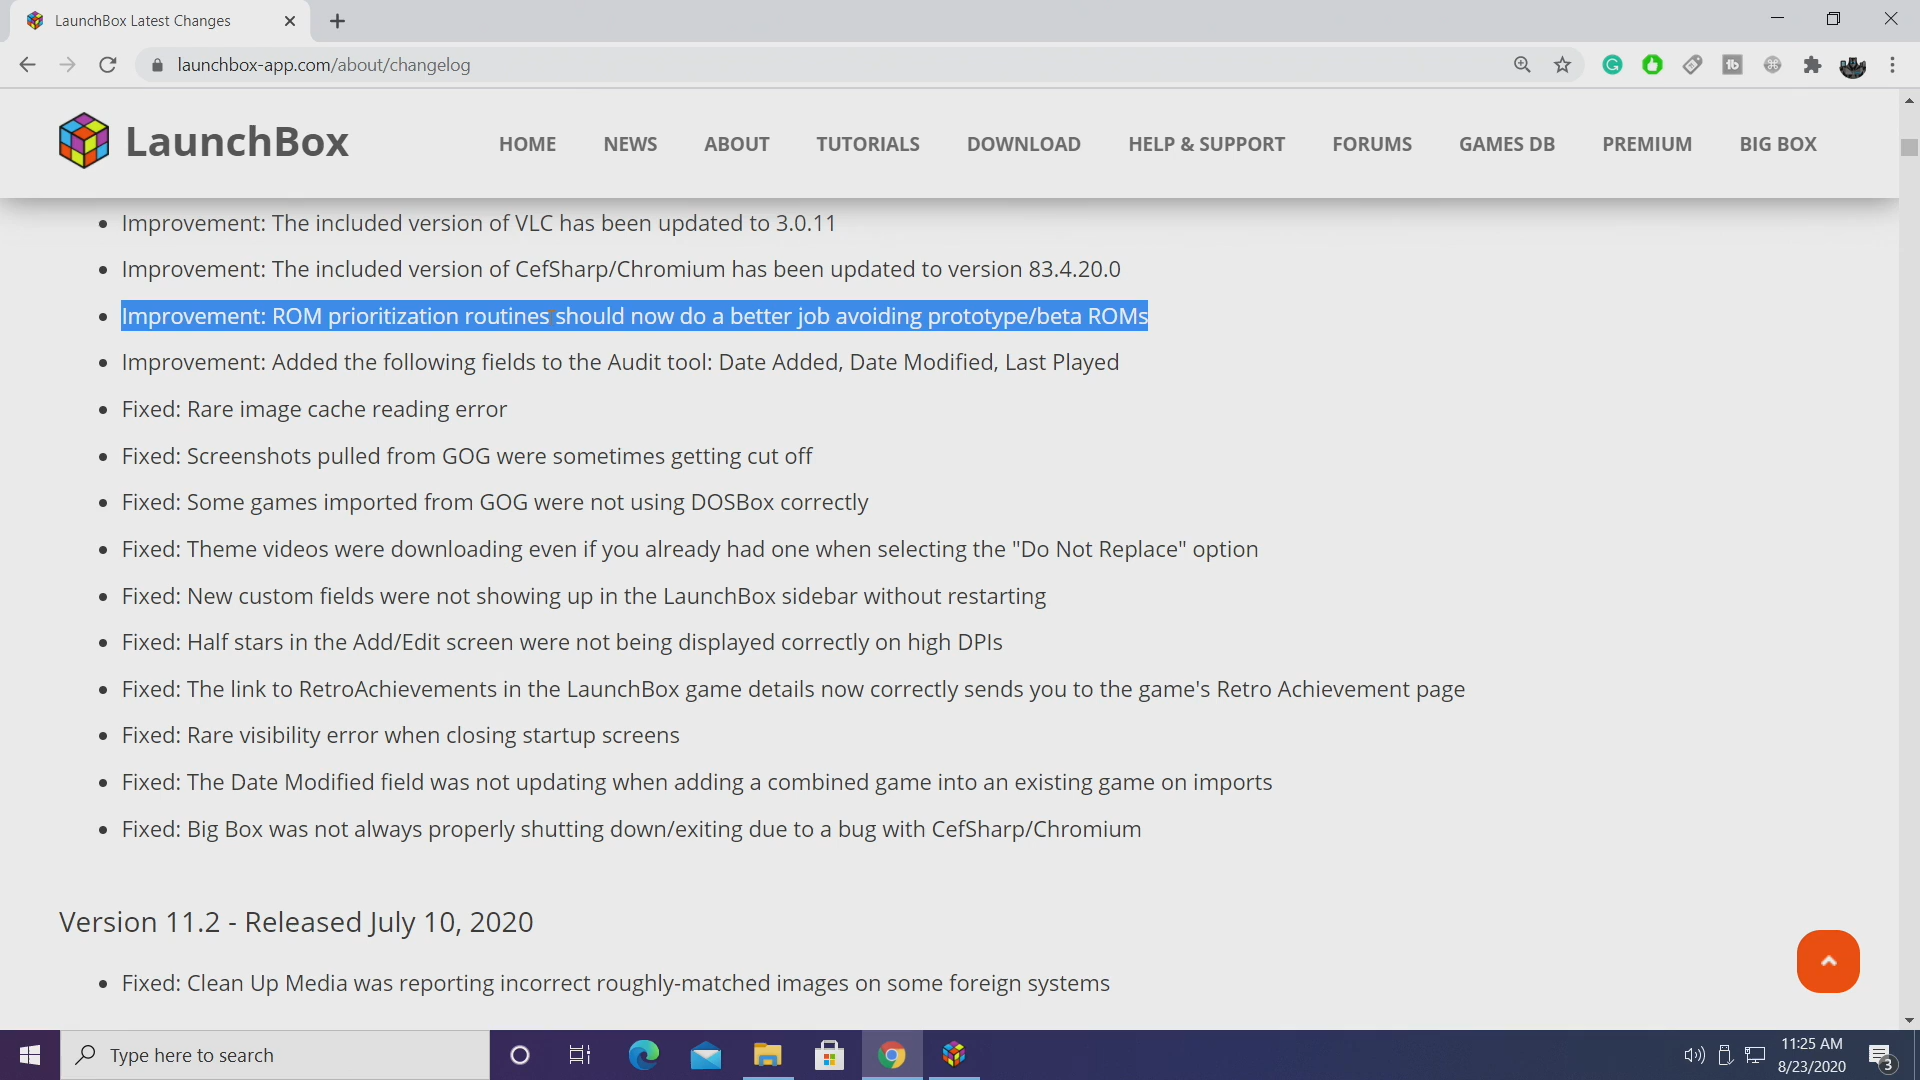 LaunchBox Latest Changes
launchbox-app.com/about/changelog
LaunchBox
HOME
NEWS
ABOUT
TUTORIALS
DOWNLOAD
HELP & SUPPORT
FORUMS
GAMES DB
PREMIUM
BIG BOX
Improvement: The included version of VLC has been updated to 3.0.11
Improvement: The included version of CefSharp/Chromium has been updated to version 83.4.20.0
Improvement: ROM prioritization routines should now do a better job avoiding prototype/beta ROMs
Improvement: Added the following fields to the Audit tool: Date Added, Date Modified, Last Played
Fixed: Rare image cache reading error
Fixed: Screenshots pulled from GOG were sometimes getting cut off
Fixed: Some games imported from GOG were not using DOSBox correctly
Fixed: Theme videos were downloading even if you already had one when selecting the "Do Not Replace" option
Fixed: New custom fields were not showing up in the LaunchBox sidebar without restarting
Fixed: Half stars in the Add/Edit screen were not being displayed correctly on high DPIs
Fixed: The link to RetroAchievements in the LaunchBox game details now correctly sends you to the game's Retro Achievement page
Fixed: Rare visibility error when closing startup screens
Fixed: The Date Modified field was not updating when adding a combined game into an existing game on imports
Fixed: Big Box was not always properly shutting down/exiting due to a bug with CefSharp/Chromium
Version 11.2 - Released July 10, 2020
Fixed: Clean Up Media was reporting incorrect roughly-matched images on some foreign systems
Type here to search
11:25 AM
8/23/2020
3